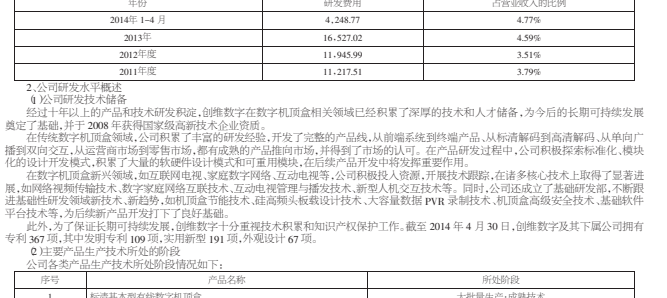 年份 研发费用 占营业收入的比例
2014年 1-4 月 4,248.77 4.77%
2013年 16,527.02 4.59%
2012年度 11,945.99 3.51%
2011年度 11,217.51 3.79%
2、公司研发水平概述
(1)公司研发技术储备
经过十年以上的产品和技术研发积淀,创维数字在数字机顶盒相关领域已经积累了深厚的技术和人才储备,为今后的长期可持续发展
奠定了基础,并于 2008 年获得国家级高新技术企业资质。
在传统数字机顶盒领域,公司积累了丰富的研发经验,开发了完整的产品线,从前端系统到终端产品、从标清解码到高清解码、从单向广
播到双向交互,从运营商市场到零售市场,都有成熟的产品推向市场,并得到了市场的认可。在产品研发过程中,公司积极探索标准化、模块
化的设计开发模式,积累了大量的软硬件设计模式和可重用模块,在后续产品开发中将发挥重要作用。
在数字机顶盒新兴领域,如互联网电视、家庭数字网络、互动电视等,公司积极投入资源,开展技术跟踪,在诸多核心技术上取得了显著进
展,如网络视频传输技术、数字家庭网络互联技术、互动电视管理与播发技术、新型人机交互技术等。同时,公司还成立了基础研发部,不断跟
进基础性研发领域新技术、新趋势,如机顶盒节能技术、硅高频头板载设计技术、大容量数据 PVR 录制技术、机顶盒高级安全技术、基础软件
平台技术等,为后续新产品开发打下了良好基础。
此外,为了保证长期可持续发展,创维数字十分重视技术积累和知识产权保护工作。截至 2014 年 4 月 30 日,创维数字及其下属公司拥有
专利 367 项,其中发明专利 109 项,实用新型 191 项,外观设计 67 项。
(2)主要产品生产技术所处的阶段
公司各类产品生产技术所处阶段情况如下:
序号 产品名称 所处阶段
1 标清基本型有线数字机顶盒 大批量生产;成熟技术